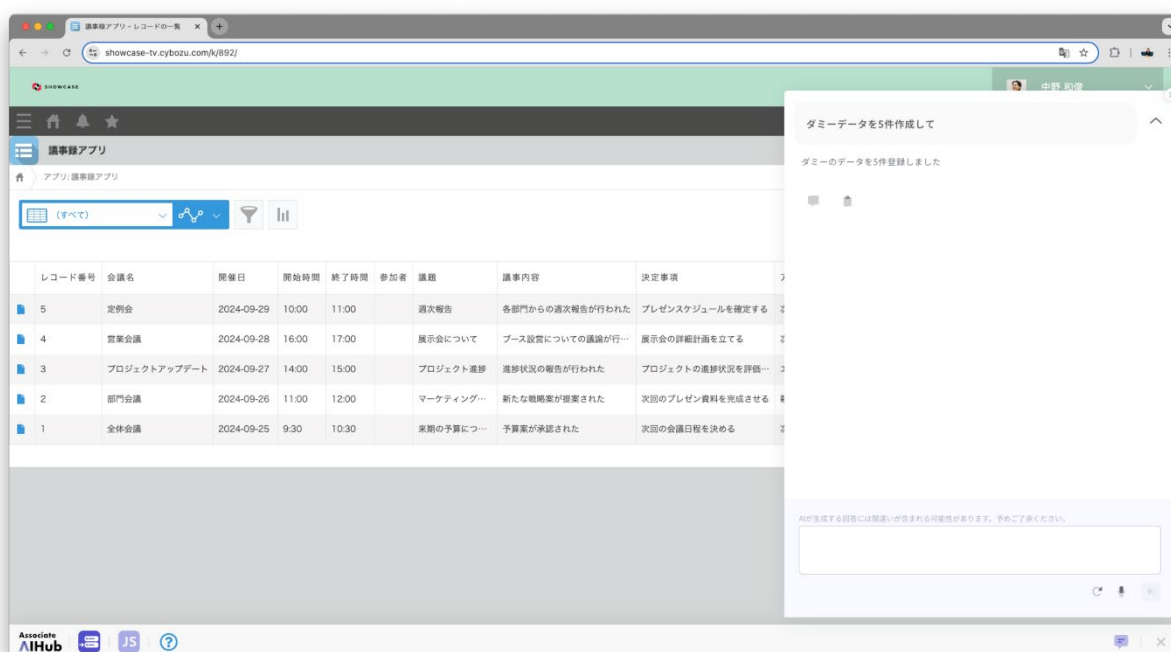 議事録アプリ - レコードの一覧
showcase-tv.cybozu.com/k/892/
SHOWCASE
中野 和俊
議事録アプリ
アプリ: 議事録アプリ
(すべて)
レコード番号 会議名 開催日 開始時間 終了時間 参加者 議題 議事内容 決定事項
5 定例会 2024-09-29 10:00 11:00 週次報告 各部門からの週次報告が行われた プレゼンスケジュールを確定する
4 営業会議 2024-09-28 16:00 17:00 展示会について ブース設営についての議論が行… 展示会の詳細計画を立てる
3 プロジェクトアップデート 2024-09-27 14:00 15:00 プロジェクト進捗 進捗状況の報告が行われた プロジェクトの進捗状況を評価…
2 部門会議 2024-09-26 11:00 12:00 マーケティング… 新たな戦略案が提案された 次回のプレゼン資料を完成させる
1 全体会議 2024-09-25 9:30 10:30 来期の予算につ… 予算案が承認された 次回の会議日程を決める
ダミーデータを5件作成して
ダミーのデータを5件登録しました
AIが生成する回答には間違いが含まれる可能性があります。予めご了承ください。
Associate
AIHub
JS